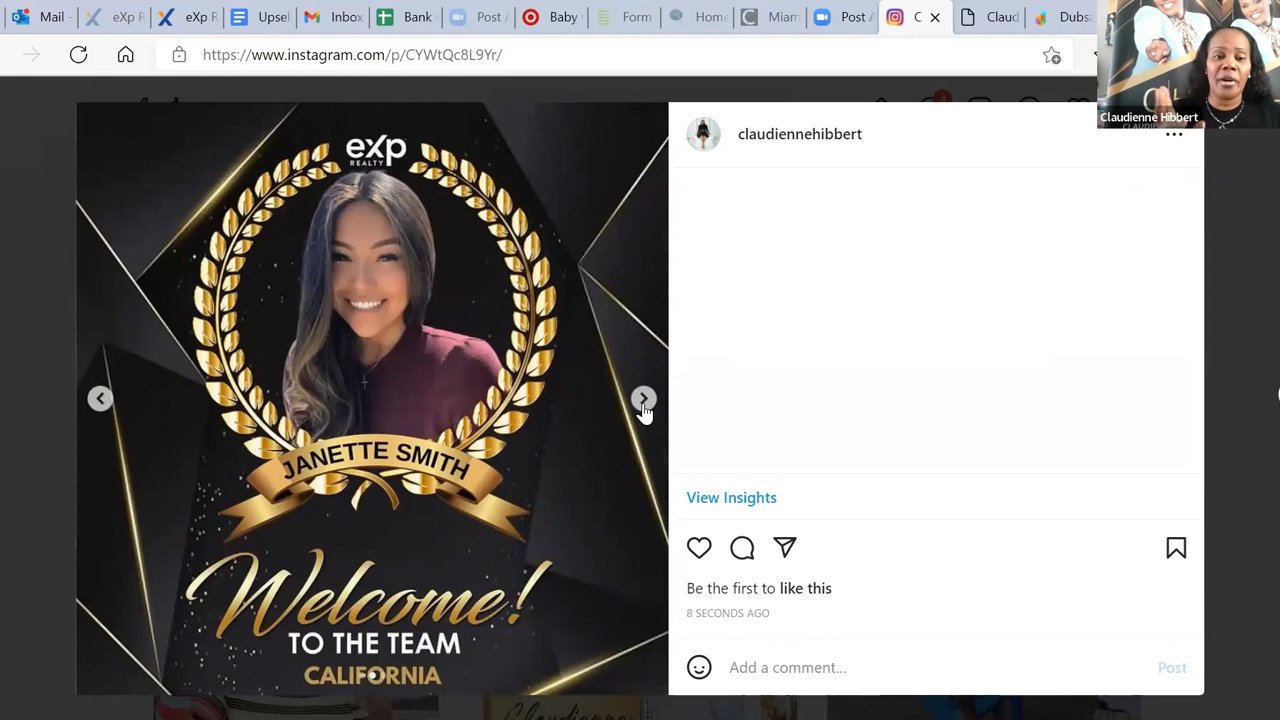 Mail -
eXp R
eXp R
Upsel
Inbox
Bank
Post A
Baby
Form
Home
Miam
Post A
C
Claud
Dubsa
https://www.instagram.com/p/CYWtQc8L9Yr/
Claudienne Hibbert
claudiennehibbert
eXp
REALTY
JANETTE SMITH
Welcome!
TO THE TEAM
CALIFORNIA
View Insights
Be the first to like this
8 SECONDS AGO
Add a comment...
Post